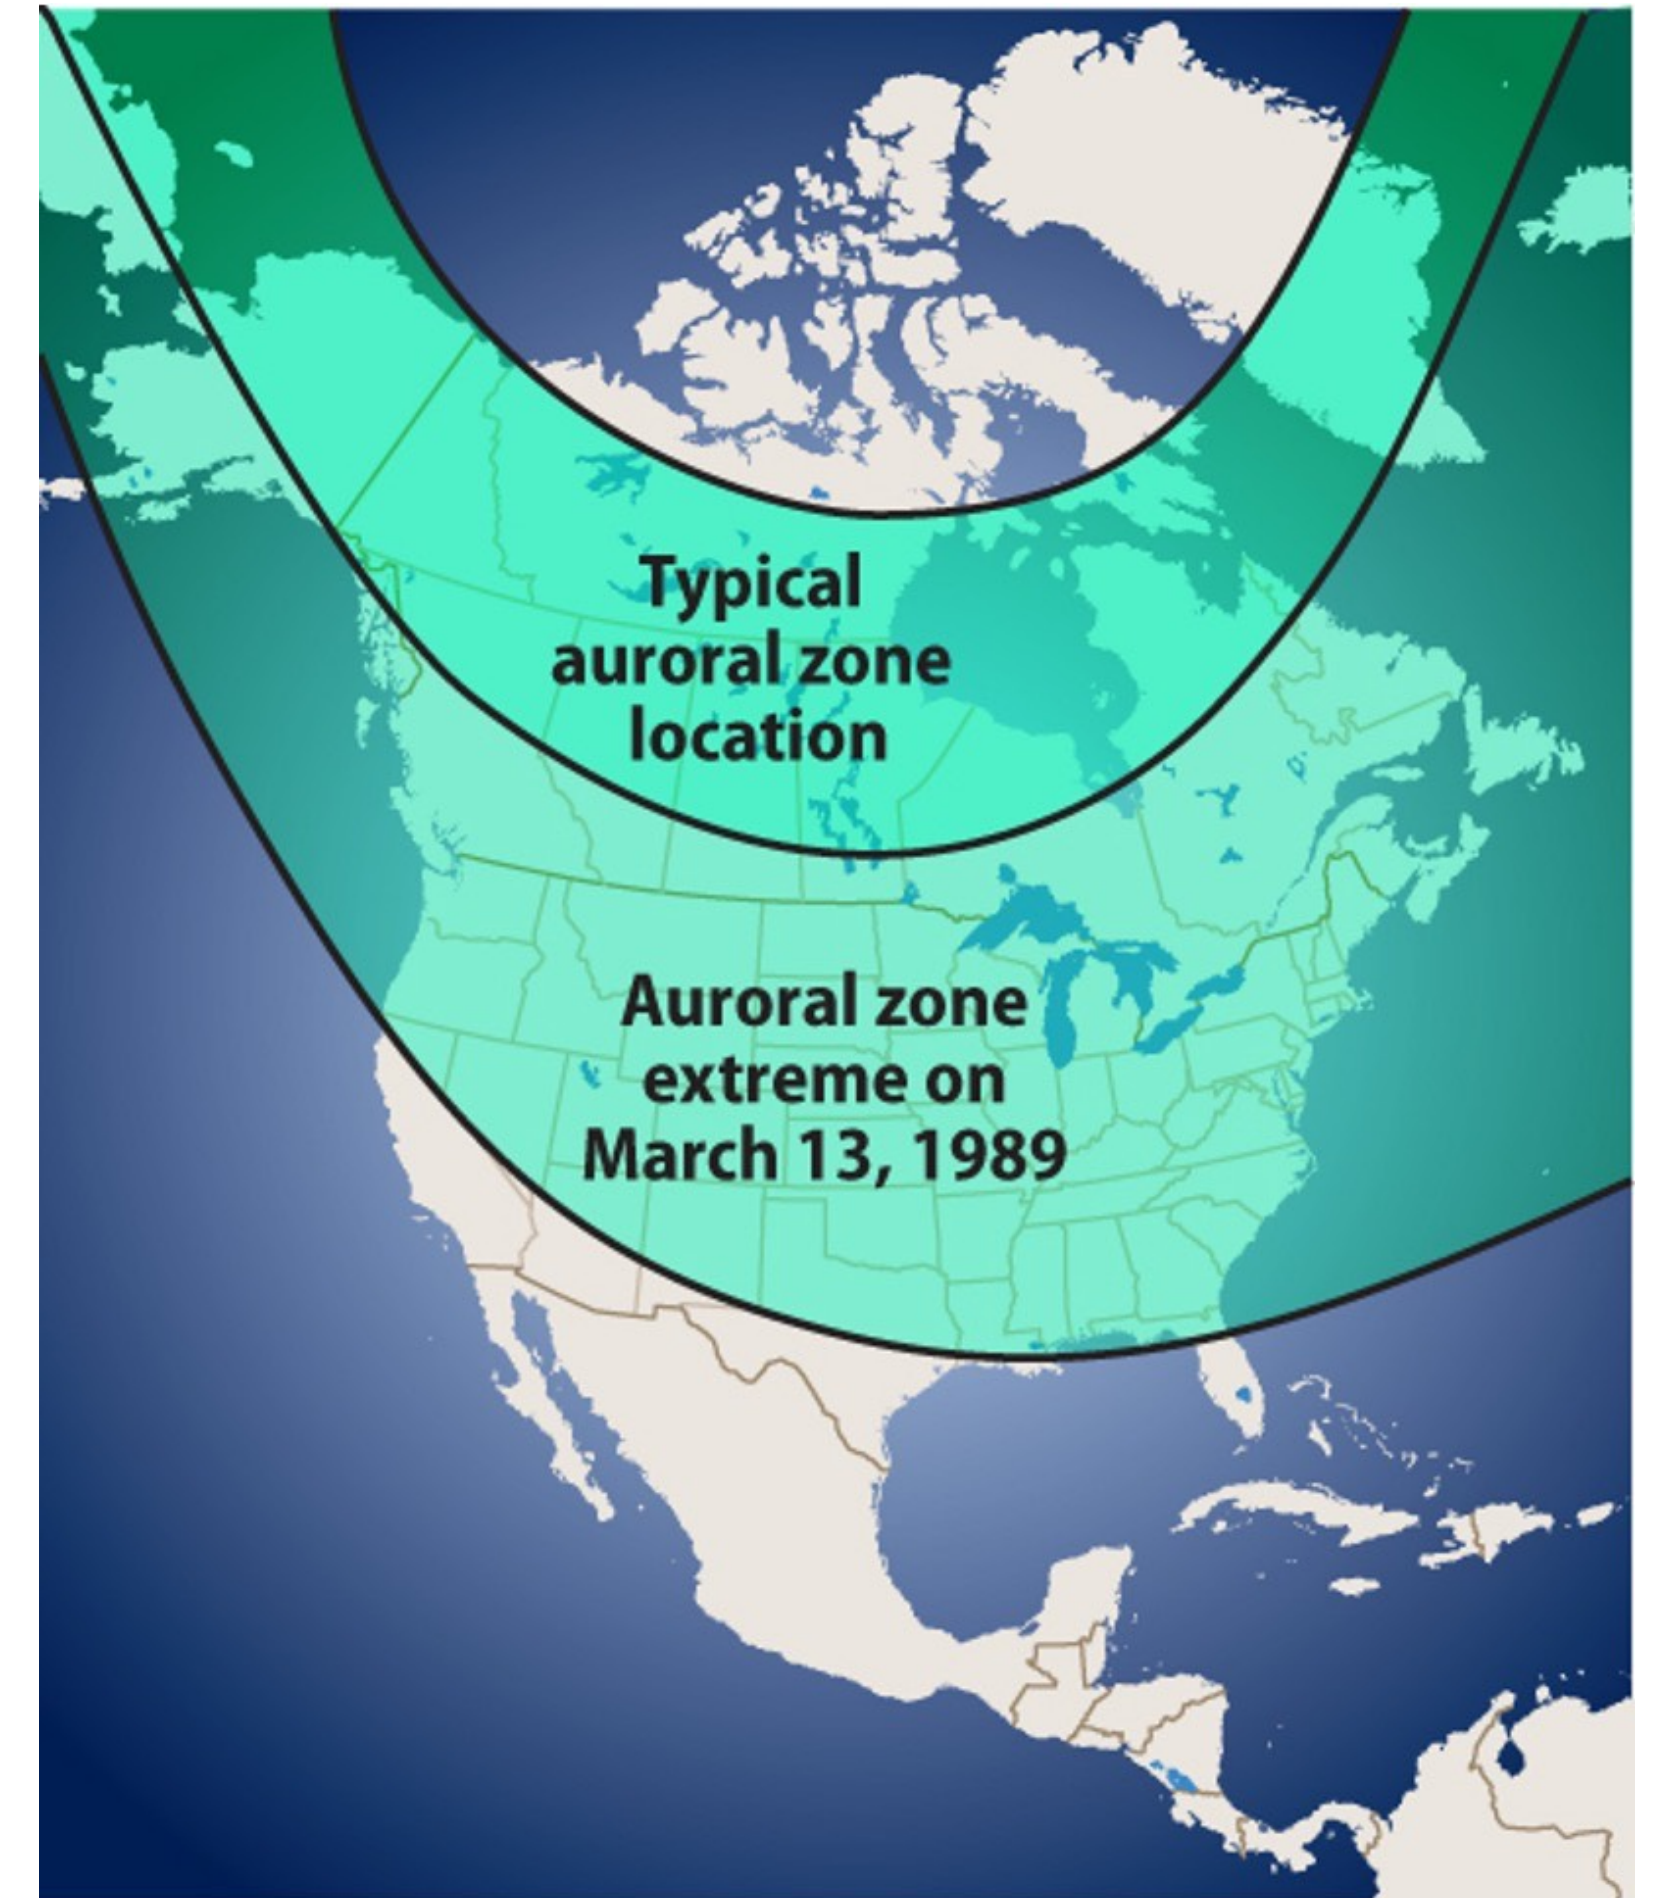 Typical
auroral zone
location
Auroral zone
extreme on
March 13, 1989